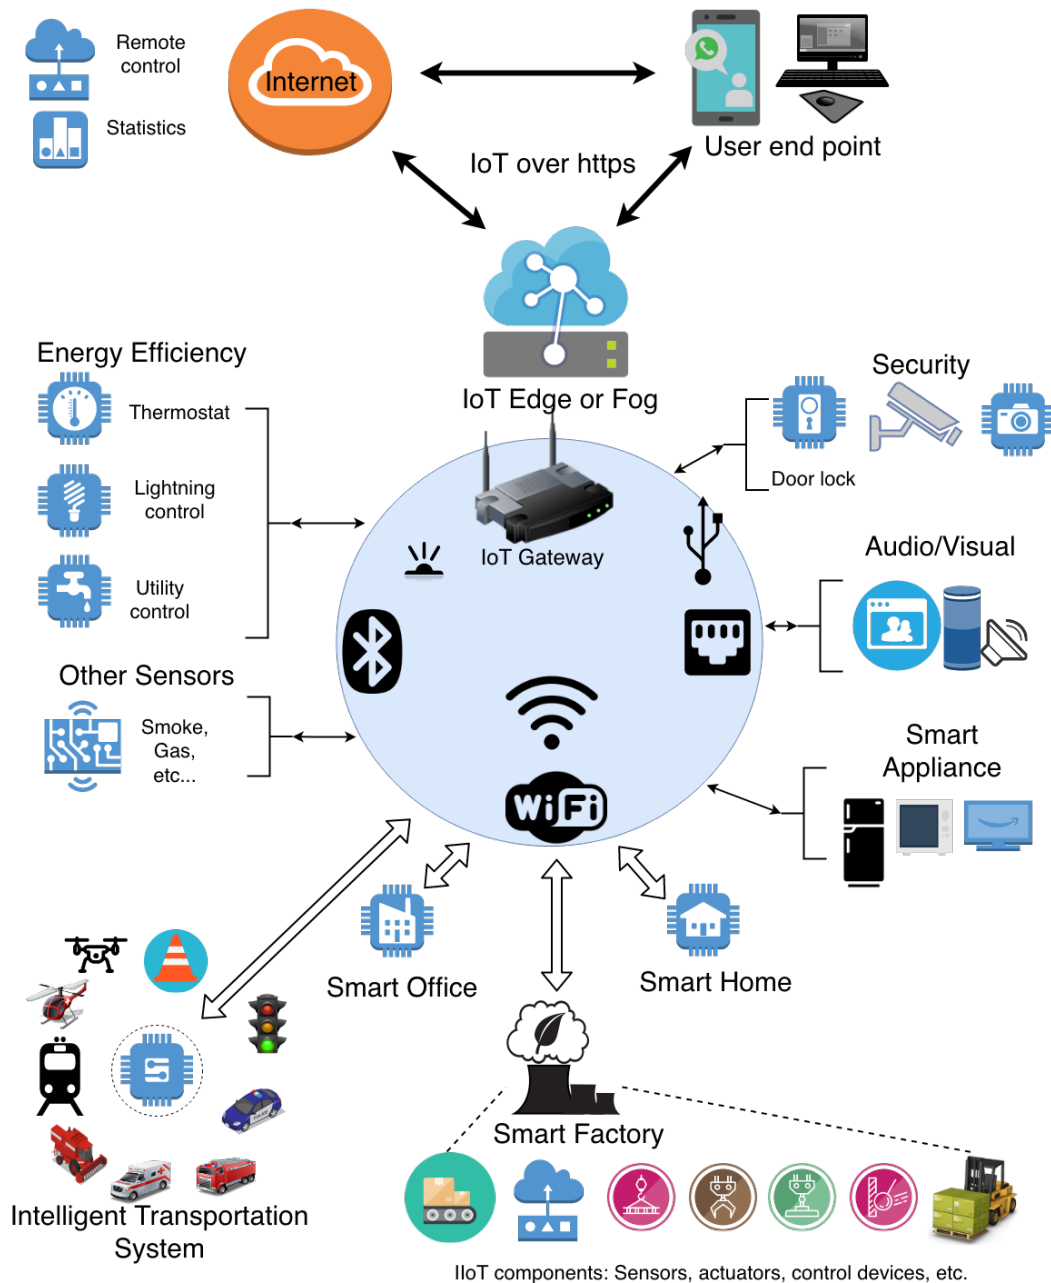 Remote
control
Internet
Statistics
User end point
IoT over https
Energy Efficiency
Thermostat
Lightning
control
Utility
control
IoT Edge or Fog
Security
Door lock
IoT Gateway
Audio/Visual
Other Sensors
Smoke,
Gas,
etc...
WiFi
Smart
Appliance
Smart Office
Smart Home
POLICE
Smart Factory
Intelligent Transportation
System
IIoT components: Sensors, actuators, control devices, etc.